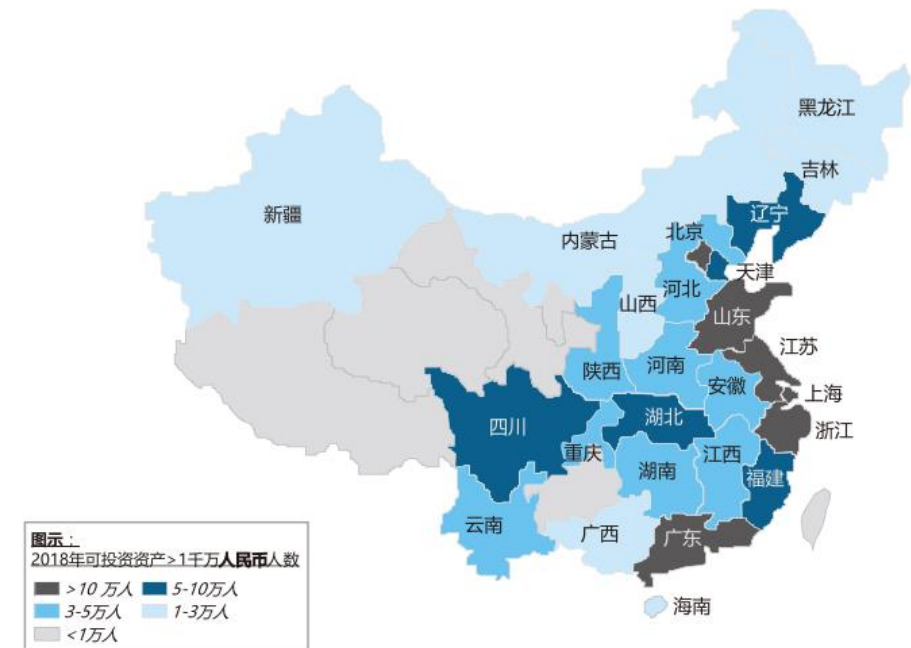 黑龙江
吉林
辽宁
新疆
北京
内蒙古
天津
河北
山西
山东
江苏
河南
陕西
安徽
上海
湖北
四川
浙江
重庆
江西
湖南
福建
云南
广西
广东
海南
图示：
2018年可投资资产>1千万人民币人数
>10 万人 5-10万人
3-5万人 1-3万人
<1万人